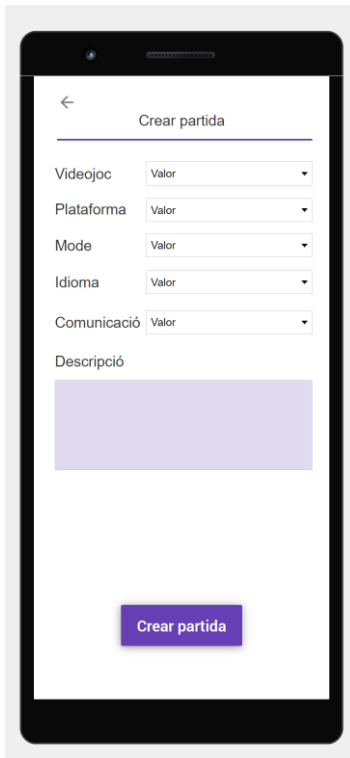 Crear partida
Videojoc Valor
Plataforma Valor
Mode Valor
Idioma Valor
Comunicació Valor
Descripció
Crear partida